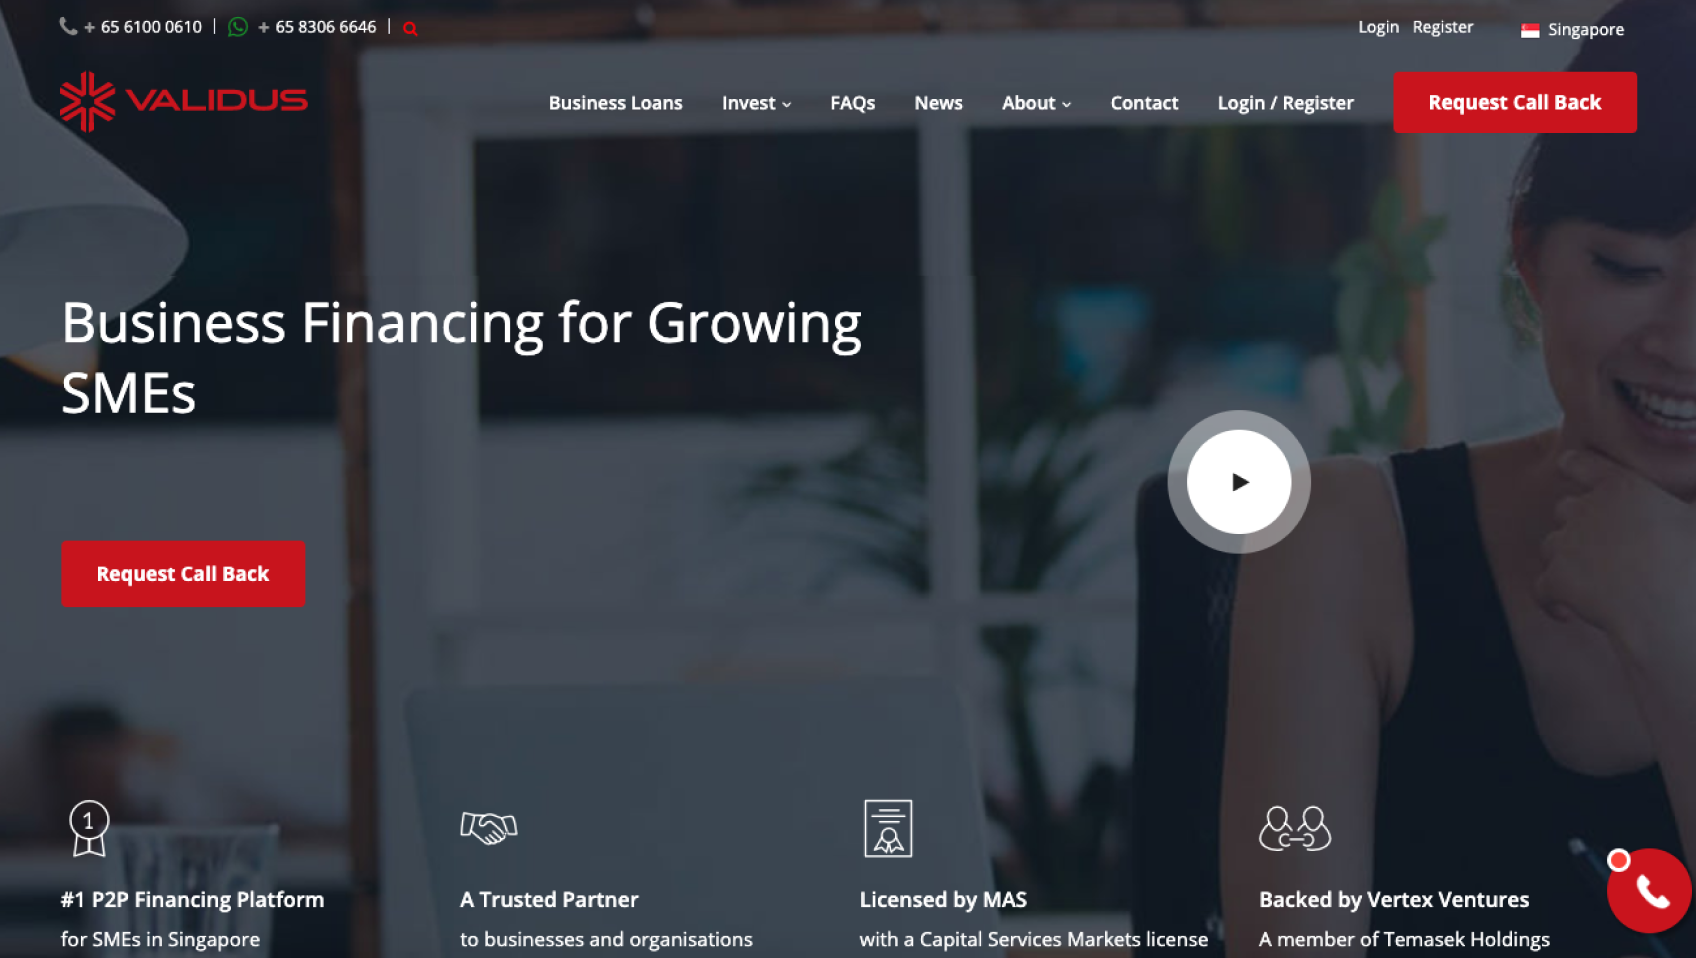 + 65 6100 0610 | + 65 8306 6646 |
Login Register Singapore
VALIDUS
Business Loans Invest FAQs News About Contact Login / Register Request Call Back
Business Financing for Growing
SMEs
Request Call Back
1
#1 P2P Financing Platform
for SMEs in Singapore
A Trusted Partner
to businesses and organisations
Licensed by MAS
with a Capital Services Markets license
Backed by Vertex Ventures
A member of Temasek Holdings